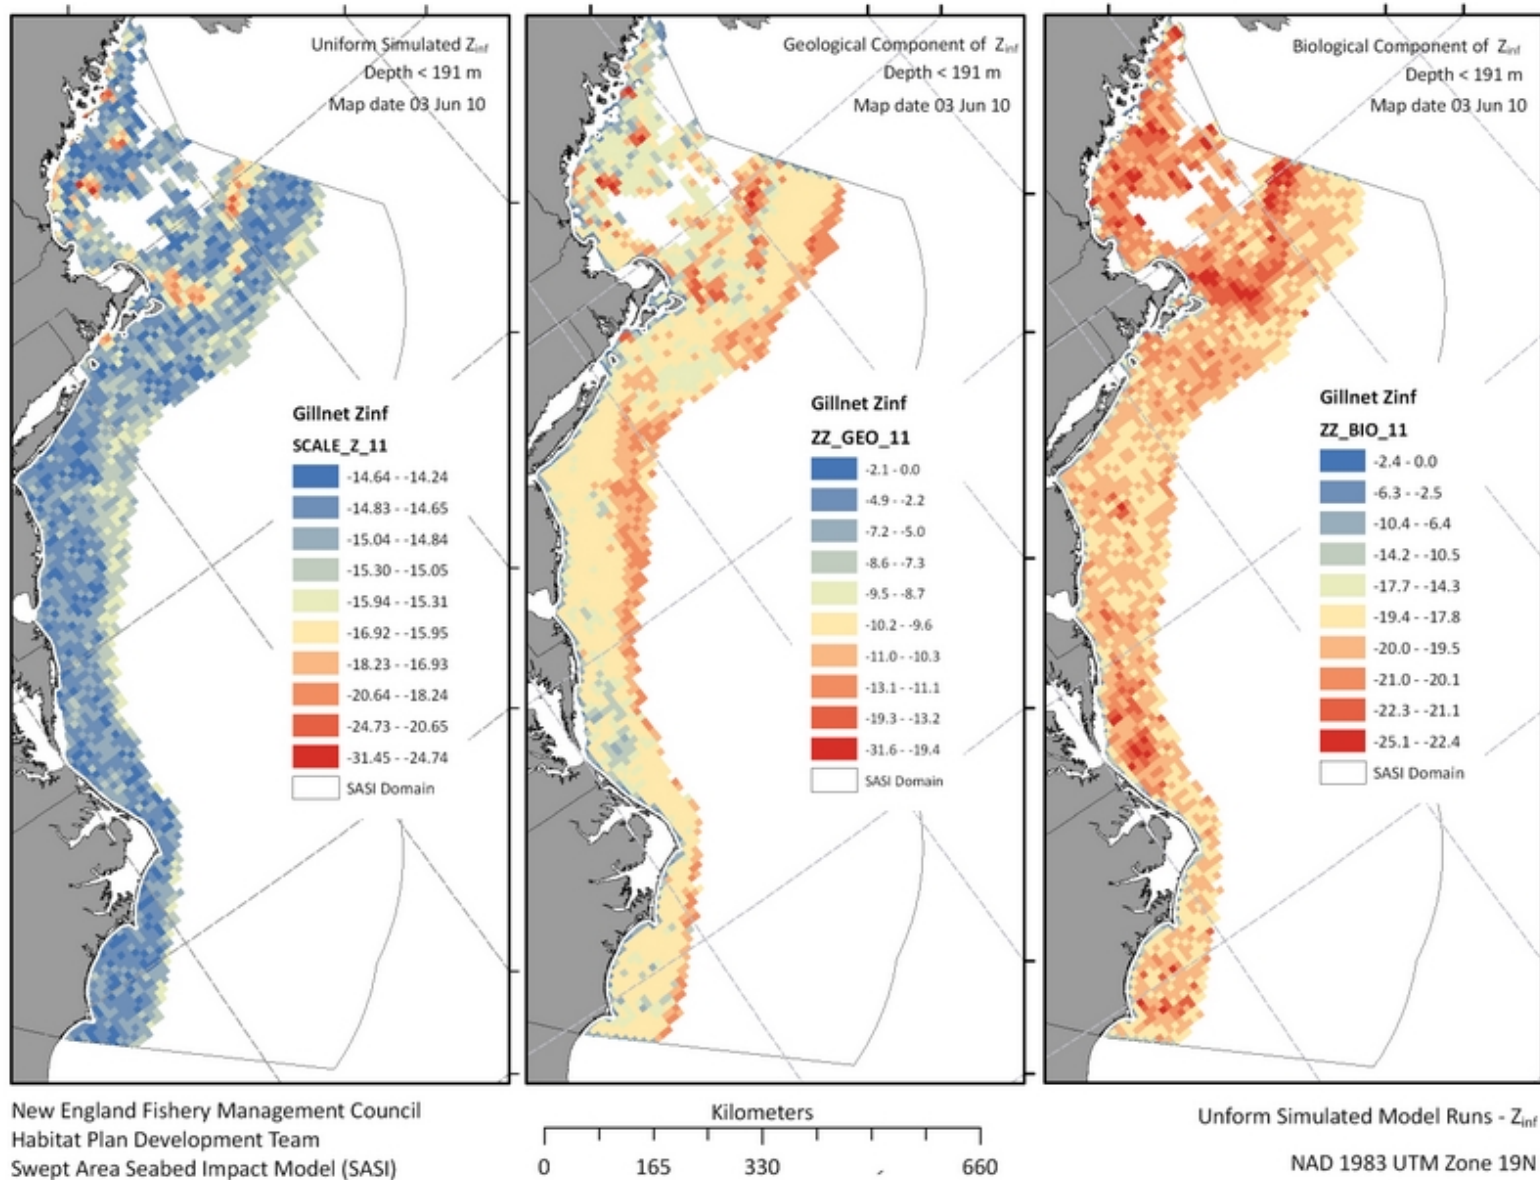 Uniform Simulated Zinf
Depth < 191 m
Map date 03 Jun 10
Gillnet Zinf
SCALE_Z_11
-14.64 - -14.24
-14.83 - -14.65
-15.04 - -14.84
-15.30 - -15.05
-15.94 - -15.31
-16.92 - -15.95
-18.23 - -16.93
-20.64 - -18.24
-24.73 - -20.65
-31.45 - -24.74
SASI Domain
Geological Component of Zinf
Depth < 191 m
Map date 03 Jun 10
Gillnet Zinf
ZZ_GEO_11
-2.1 - 0.0
-4.9 - -2.2
-7.2 - -5.0
-8.6 - -7.3
-9.5 - -8.7
-10.2 - -9.6
-11.0 - -10.3
-13.1 - -11.1
-19.3 - -13.2
-31.6 - -19.4
SASI Domain
Biological Component of Zinf
Depth < 191 m
Map date 03 Jun 10
Gillnet Zinf
ZZ_BIO_11
-2.4 - 0.0
-6.3 - -2.5
-10.4 - -6.4
-14.2 - -10.5
-17.7 - -14.3
-19.4 - -17.8
-20.0 - -19.5
-21.0 - -20.1
-22.3 - -21.1
-25.1 - -22.4
SASI Domain
New England Fishery Management Council
Habitat Plan Development Team
Swept Area Seabed Impact Model (SASI)
Kilometers
0 165 330 660
Unform Simulated Model Runs - Zinf
NAD 1983 UTM Zone 19N